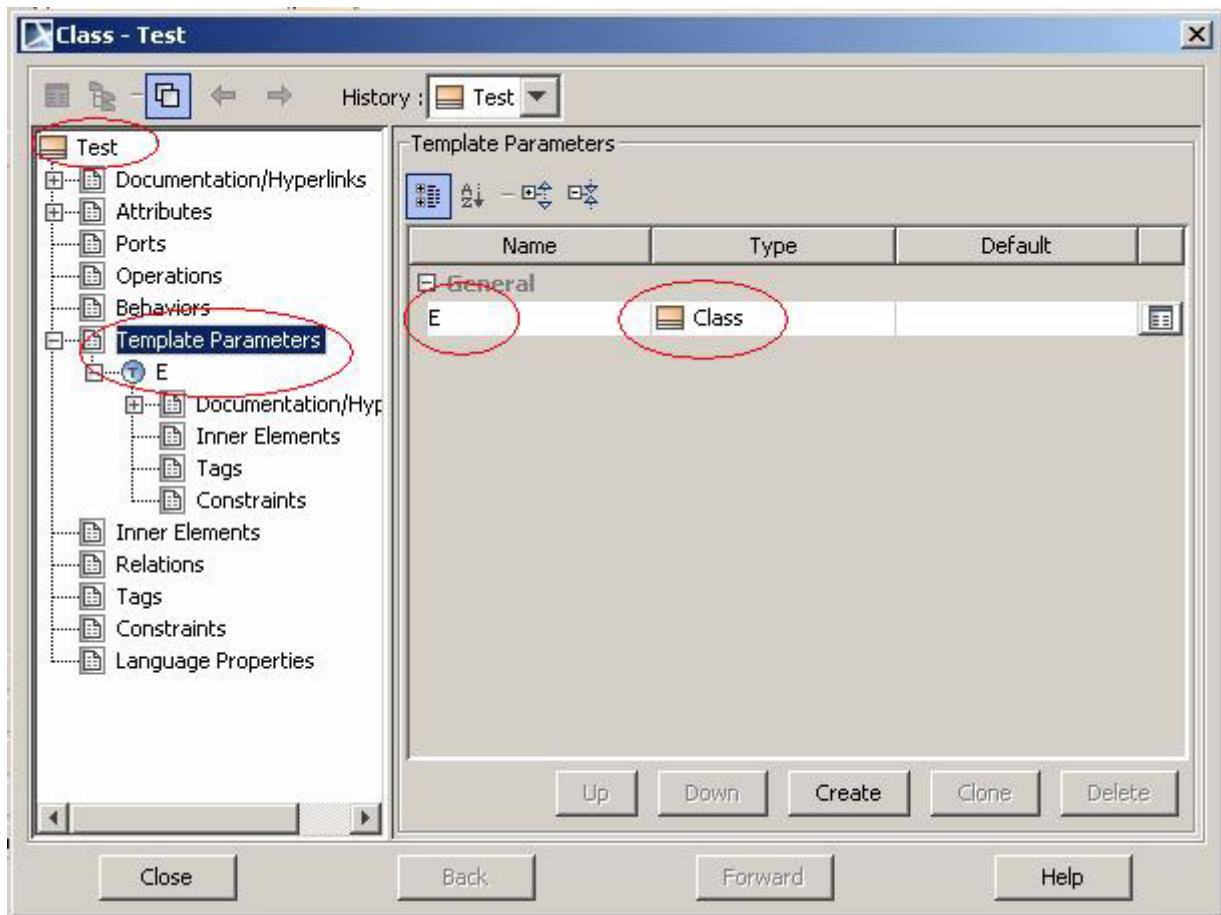 Class - Test
History : Test
Test
Documentation/Hyperlinks
Attributes
Ports
Operations
Behaviors
Template Parameters
E
Documentation/Hyp
Inner Elements
Tags
Constraints
Inner Elements
Relations
Tags
Constraints
Language Properties
Template Parameters
Name Type Default
General
E Class
Up Down Create Clone Delete
Close Back Forward Help